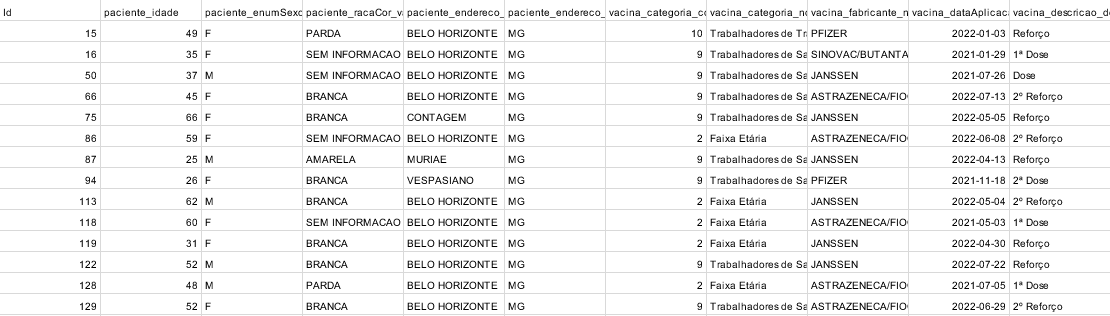 Id paciente_idade paciente_enumSexo paciente_racaCor_v paciente_endereco_ paciente_endereco_ vacina_categoria_co vacina_categoria_no vacina_fabricante_n vacina_dataAplicac vacina_descricao_d
15 49 F PARDA BELO HORIZONTE MG 10 Trabalhadores de Tr PFIZER 2022-01-03 Reforço
16 35 F SEM INFORMACAO BELO HORIZONTE MG 9 Trabalhadores de Sa SINOVAC/BUTANTA 2021-01-29 1ª Dose
50 37 M SEM INFORMACAO BELO HORIZONTE MG 9 Trabalhadores de Sa JANSSEN 2021-07-26 Dose
66 45 F BRANCA BELO HORIZONTE MG 9 Trabalhadores de Sa ASTRAZENECA/FIO 2022-07-13 2º Reforço
75 66 F BRANCA CONTAGEM MG 9 Trabalhadores de Sa JANSSEN 2022-05-05 Reforço
86 59 F SEM INFORMACAO BELO HORIZONTE MG 2 Faixa Etária ASTRAZENECA/FIO 2022-06-08 2º Reforço
87 25 M AMARELA MURIAE MG 9 Trabalhadores de Sa JANSSEN 2022-04-13 Reforço
94 26 F BRANCA VESPASIANO MG 9 Trabalhadores de Sa PFIZER 2021-11-18 2ª Dose
113 62 M BRANCA BELO HORIZONTE MG 2 Faixa Etária JANSSEN 2022-05-04 2º Reforço
118 60 F SEM INFORMACAO BELO HORIZONTE MG 2 Faixa Etária ASTRAZENECA/FIO 2021-05-03 1ª Dose
119 31 F BRANCA BELO HORIZONTE MG 2 Faixa Etária JANSSEN 2022-04-30 Reforço
122 52 M BRANCA BELO HORIZONTE MG 9 Trabalhadores de Sa JANSSEN 2022-07-22 Reforço
128 48 M PARDA BELO HORIZONTE MG 2 Faixa Etária ASTRAZENECA/FIO 2021-07-05 1ª Dose
129 52 F BRANCA BELO HORIZONTE MG 9 Trabalhadores de Sa ASTRAZENECA/FIO 2022-06-29 2º Reforço